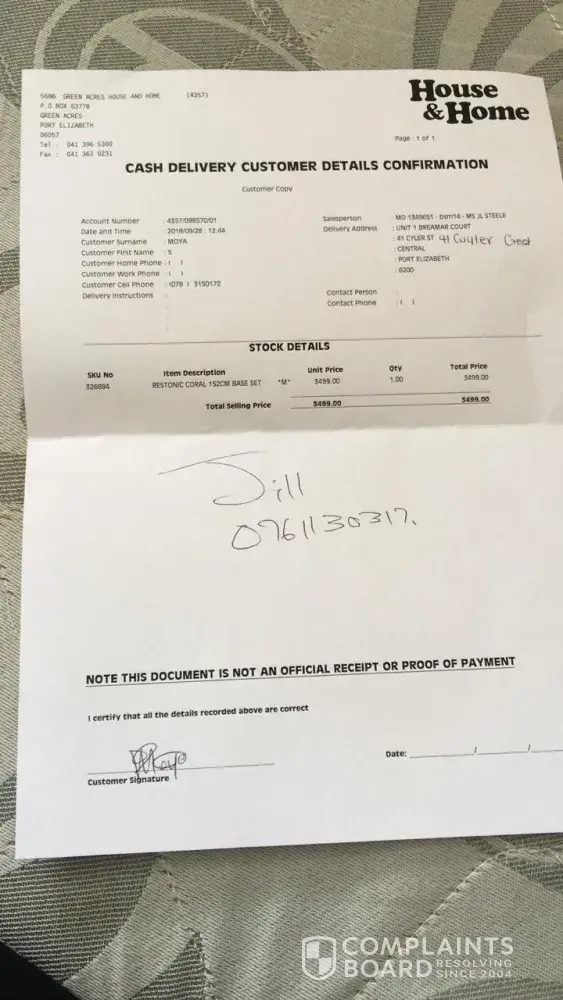 5686 GREEN ACRES HOUSE AND HOME (4357)
P.O.BOX 63778
GREEN ACRES
PORT ELIZABETH
06057
Tel : 041 396 5300
Fax : 041 363 0231
House
& Home
Page : 1 of 1
CASH DELIVERY CUSTOMER DETAILS CONFIRMATION
Customer Copy
Account Number : 4357/098570/01
Date and Time : 2018/09/28 : 12:44
Customer Surname : MOYA
Customer First Name : S
Customer Home Phone : ( )
Customer Work Phone : ( )
Customer Cell Phone : (078 ) 3150172
Delivery Instructions :
Salesperson MO 1349651 - bsm14 - MS JL STEELE
Delivery Address : UNIT 1 BREAMAR COURT
: 41 CYLER ST 41 Cuyler Crest
: CENTRAL
: PORT ELIZABETH
: 6200
Contact Person :
Contact Phone : ( )
STOCK DETAILS
SKU No Item Description Unit Price Qty Total Price
326894 RESTONIC CORAL 152CM BASE SET *M* 3499.00 1.00 3499.00
Total Selling Price 3499.00 3499.00
Jill
0761130317.
NOTE THIS DOCUMENT IS NOT AN OFFICIAL RECEIPT OR PROOF OF PAYMENT
I certify that all the details recorded above are correct
Customer Signature
Date: / /
COMPLAINTS
BOARD RESOLVING
SINCE 2004